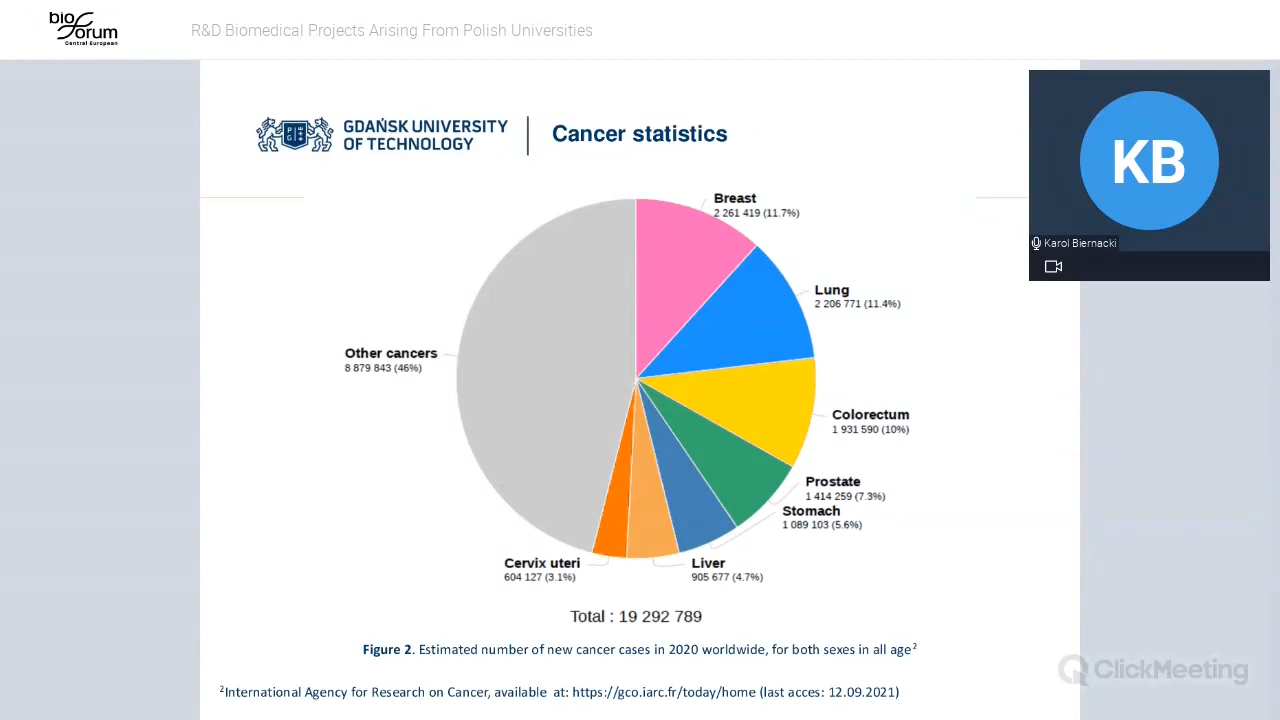 bio
Forum
Central European
R&D Biomedical Projects Arising From Polish Universities
GDAŃSK UNIVERSITY
OF TECHNOLOGY
Cancer statistics
KB
Karol Biernacki
Breast
2 261 419 (11.7%)
Lung
2 206 771 (11.4%)
Other cancers
8 879 843 (46%)
Colorectum
1 931 590 (10%)
Prostate
1 414 259 (7.3%)
Stomach
1 089 103 (5.6%)
Cervix uteri
604 127 (3.1%)
Liver
905 677 (4.7%)
Total : 19 292 789
Figure 2. Estimated number of new cancer cases in 2020 worldwide, for both sexes in all age2
ClickMeeting
2International Agency for Research on Cancer, available at: https://gco.iarc.fr/today/home (last acces: 12.09.2021)